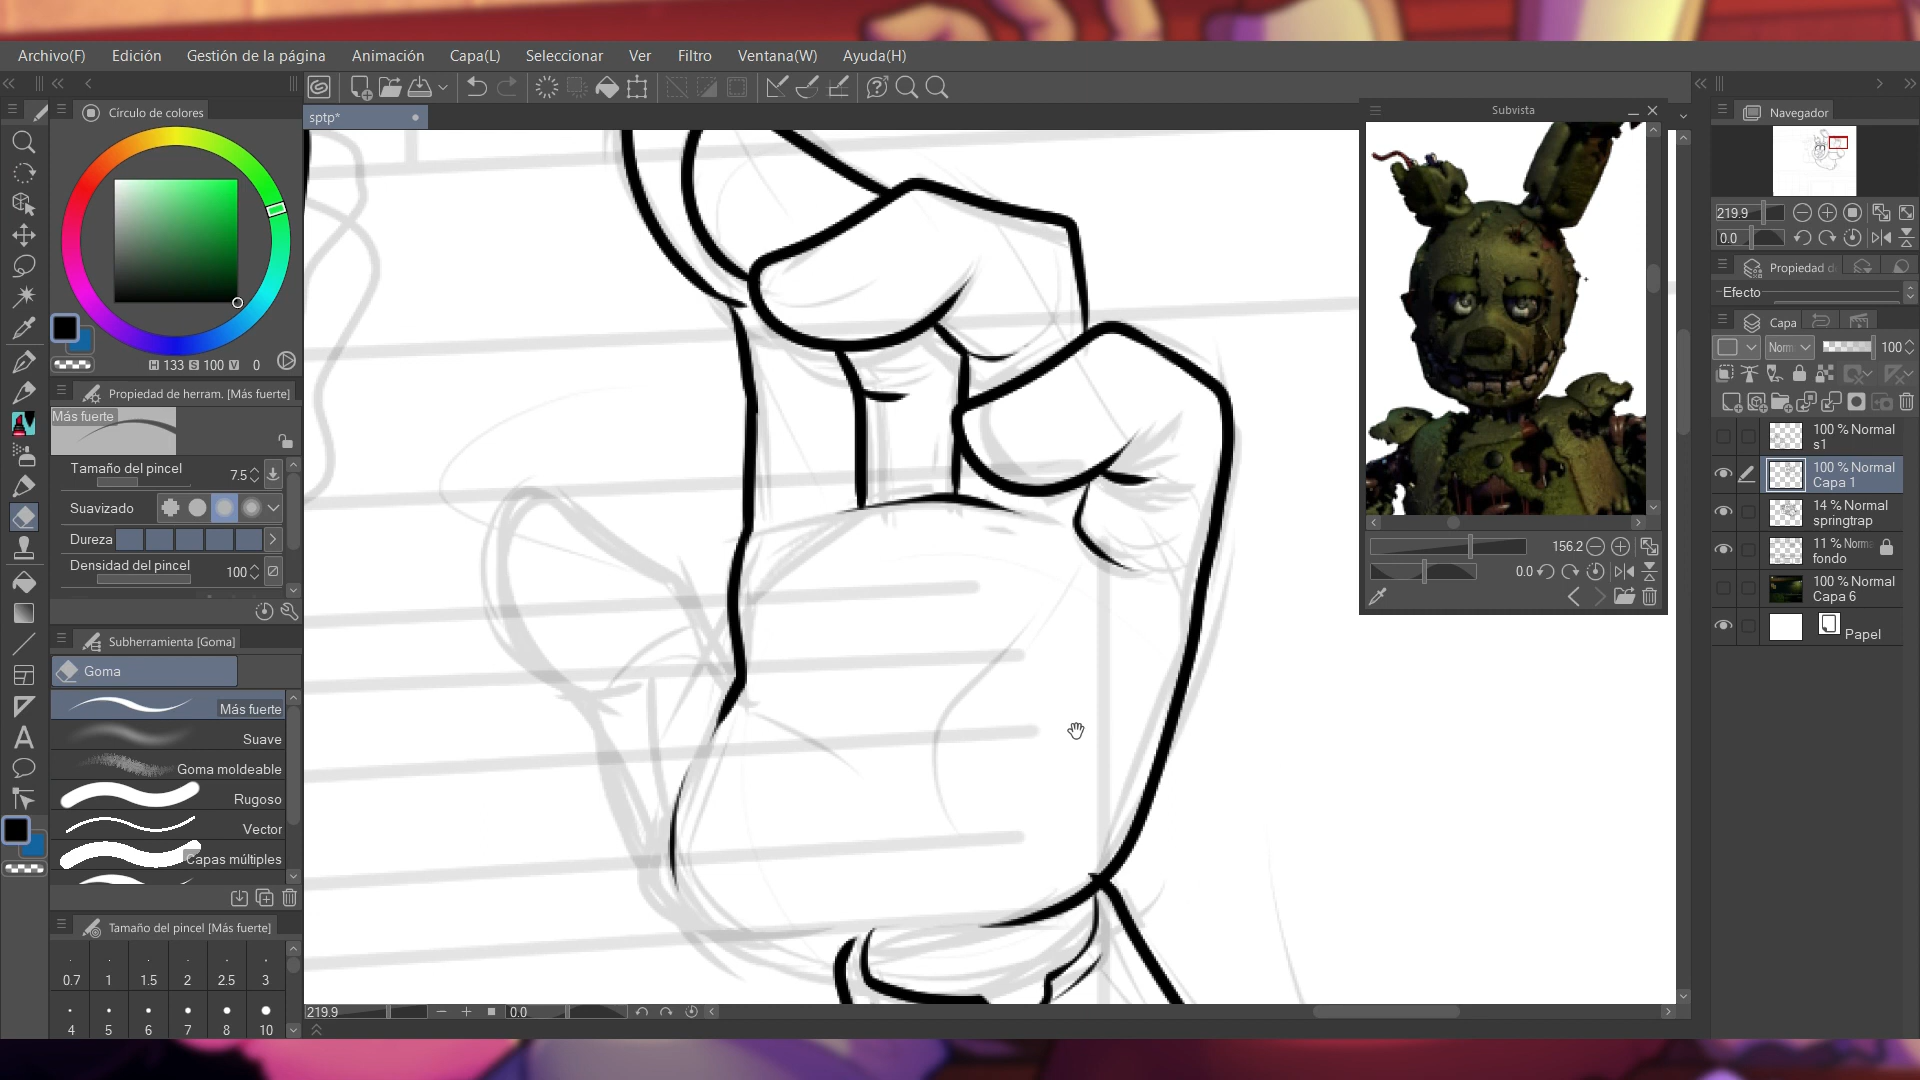 Archivo(F) Edición Gestión de la página Animación Capa(L) Seleccionar Ver Filtro Ventana(W) Ayuda(H)
Círculo de colores
sptp*
Subvista
Navegador
H 133 S 100 V 0
219.9
0.0
Propiedad d
Efecto
Capa
Norm 100
Propiedad de herram. [Más fuerte]
Más fuerte
Tamaño del pincel 7.5
Suavizado
Dureza
Densidad del pincel 100
100 % Normal
s1
100 % Normal
Capa 1
14 % Normal
springtrap
11 % Norm
fondo
100 % Normal
Capa 6
Papel
156.2
0.0
Subherramienta [Goma]
Goma
Más fuerte
Suave
Goma moldeable
Rugoso
Vector
Capas múltiples
Tamaño del pincel [Más fuerte]
0.7 1 1.5 2 2.5 3
4 5 6 7 8 10
219.9 0.0